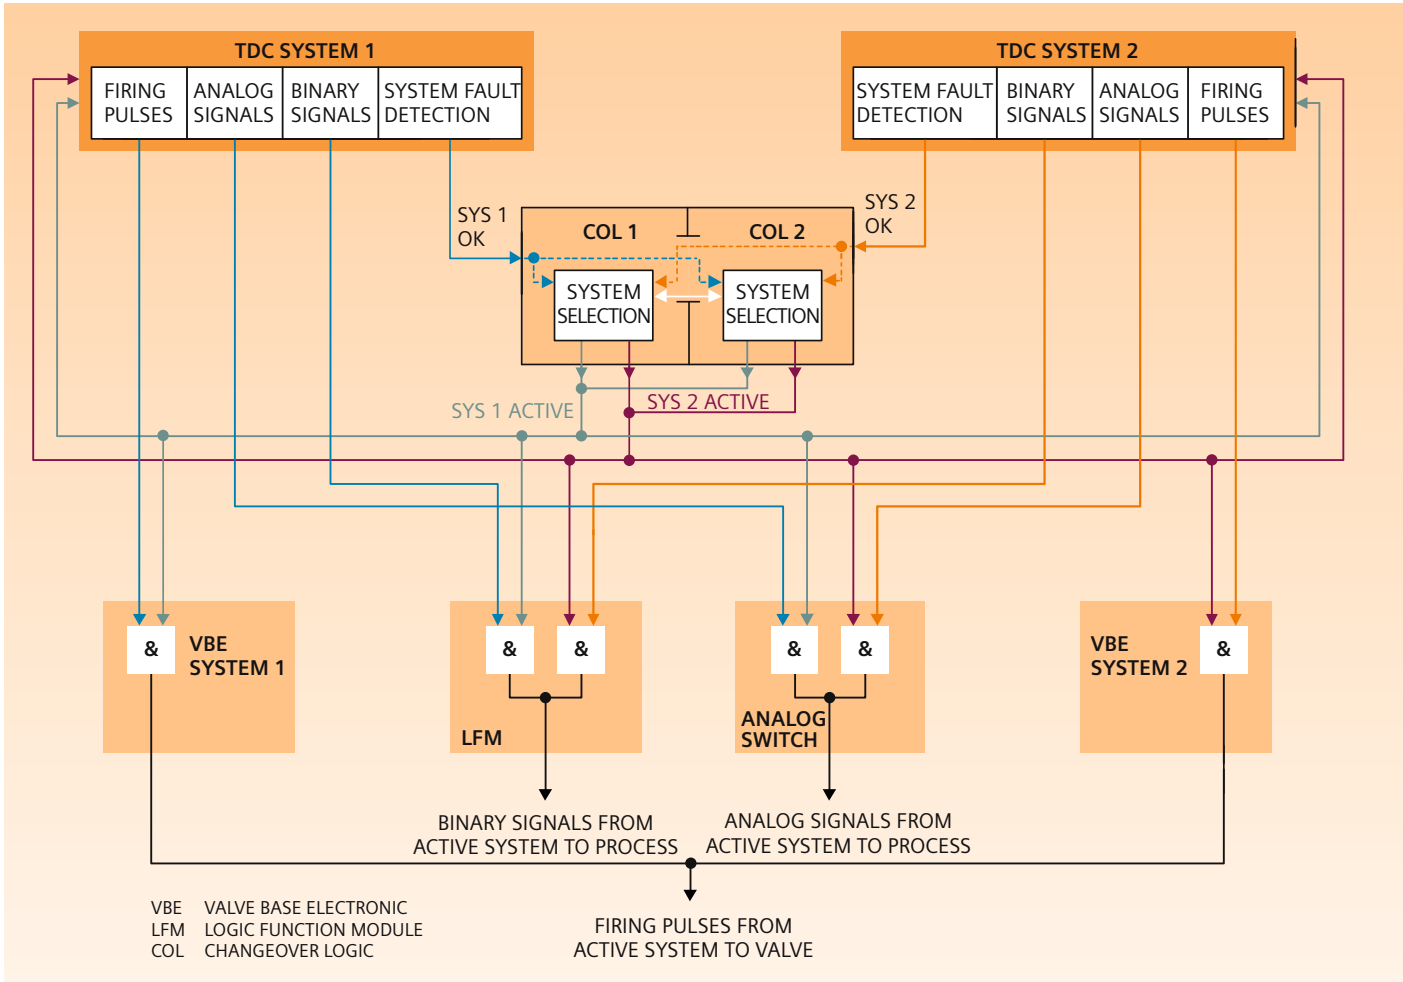 TDC SYSTEM 1
FIRING
PULSES
ANALOG
SIGNALS
BINARY
SIGNALS
SYSTEM FAULT
DETECTION
TDC SYSTEM 2
SYSTEM FAULT
DETECTION
BINARY
SIGNALS
ANALOG
SIGNALS
FIRING
PULSES
SYS 1
OK
COL 1
COL 2
SYS 2
OK
SYSTEM
SELECTION
SYSTEM
SELECTION
SYS 1 ACTIVE
SYS 2 ACTIVE
&
VBE
SYSTEM 1
&
&
LFM
&
&
ANALOG
SWITCH
VBE
SYSTEM 2
&
BINARY SIGNALS FROM
ACTIVE SYSTEM TO PROCESS
ANALOG SIGNALS FROM
ACTIVE SYSTEM TO PROCESS
VBE VALVE BASE ELECTRONIC
LFM LOGIC FUNCTION MODULE
COL CHANGEOVER LOGIC
FIRING PULSES FROM
ACTIVE SYSTEM TO VALVE